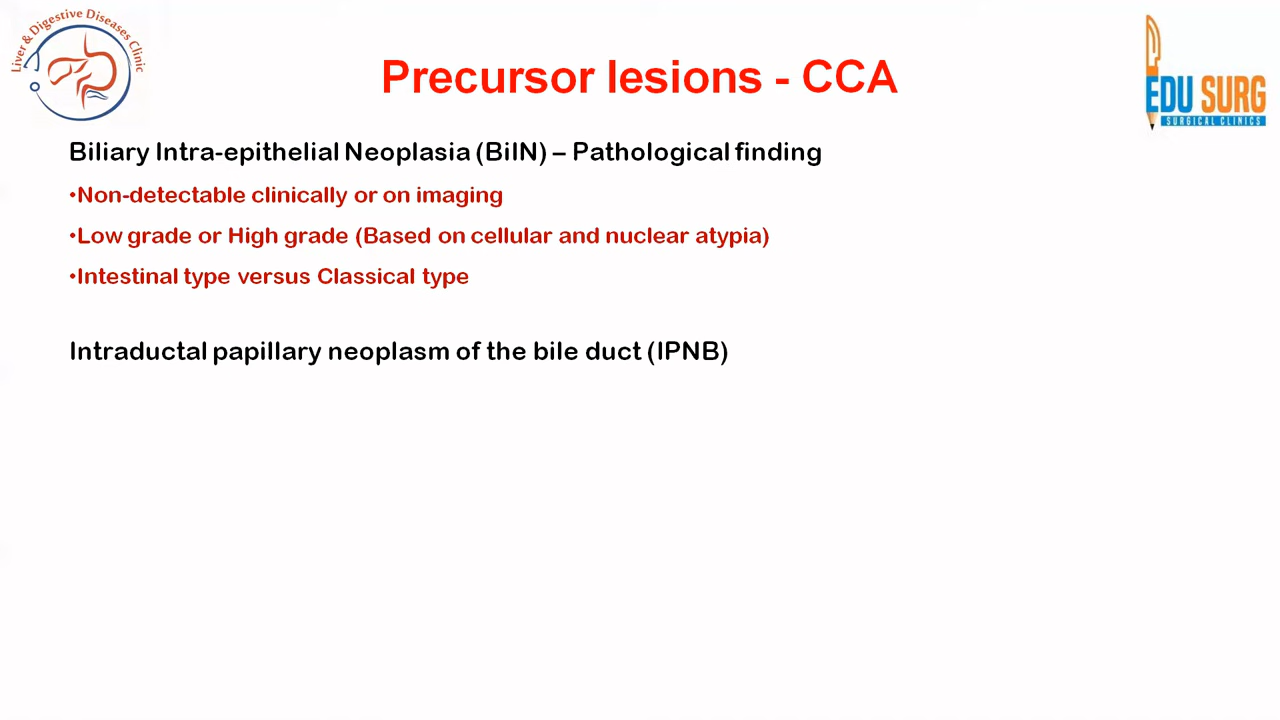 Liver & Digestive Diseases Clinic
Precursor lesions - CCA
EDU SURG
SURGICAL CLINICS
Biliary Intra-epithelial Neoplasia (BilN) – Pathological finding
•Non-detectable clinically or on imaging
•Low grade or High grade (Based on cellular and nuclear atypia)
•Intestinal type versus Classical type
Intraductal papillary neoplasm of the bile duct (IPNB)